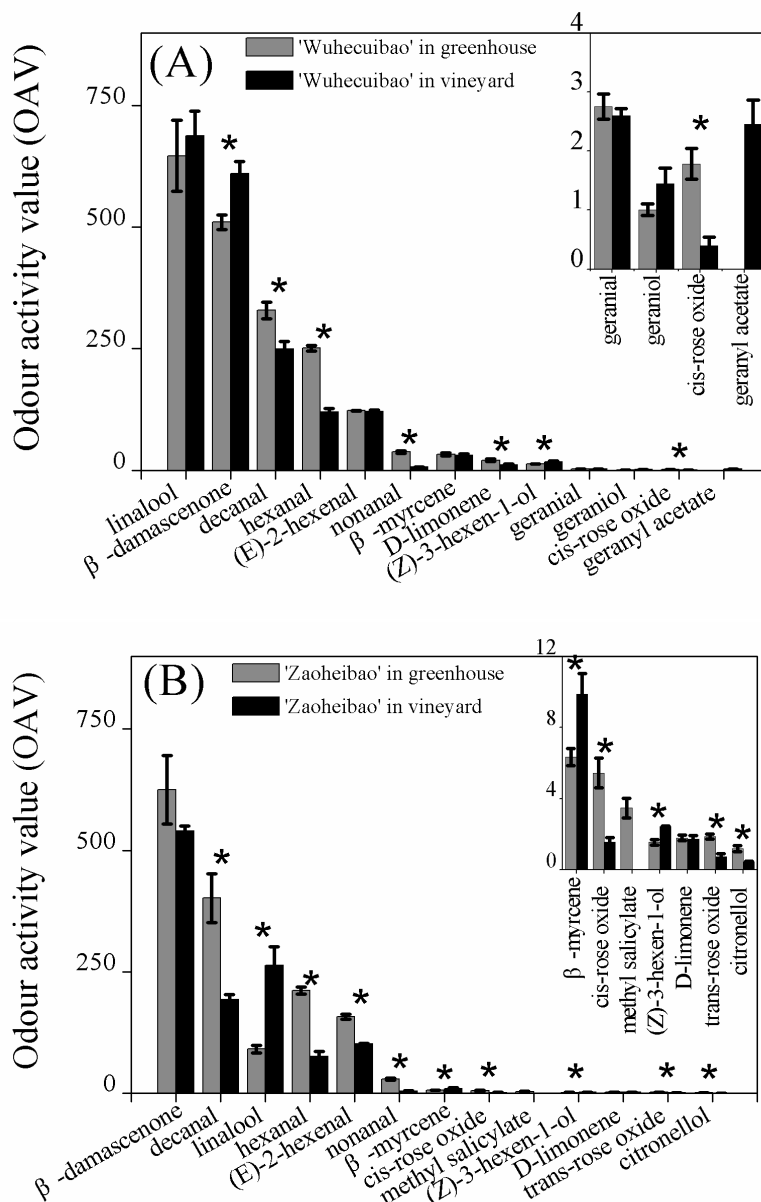 (A)
'Wuhecuibao' in greenhouse
'Wuhecuibao' in vineyard
Odour activity value (OAV)
750
500
250
0
4
3
2
1
0
*
geranial
geraniol
cis-rose oxide
geranyl acetate
* * * * * * *
linalool
β -damascenone
decanal
hexanal
(E)-2-hexenal
nonanal
β -myrcene
D-limonene
(Z)-3-hexen-1-ol
geranial
geraniol
cis-rose oxide
geranyl acetate
(B)
'Zaoheibao' in greenhouse
'Zaoheibao' in vineyard
Odour activity value (OAV)
750
500
250
0
12
8
4
0
* * * * *
β -myrcene
cis-rose oxide
methyl salicylate
(Z)-3-hexen-1-ol
D-limonene
trans-rose oxide
citronellol
* * * * * * * * * *
β -damascenone
decanal
linalool
hexanal
(E)-2-hexenal
nonanal
β -myrcene
cis-rose oxide
methyl salicylate
(Z)-3-hexen-1-ol
D-limonene
trans-rose oxide
citronellol